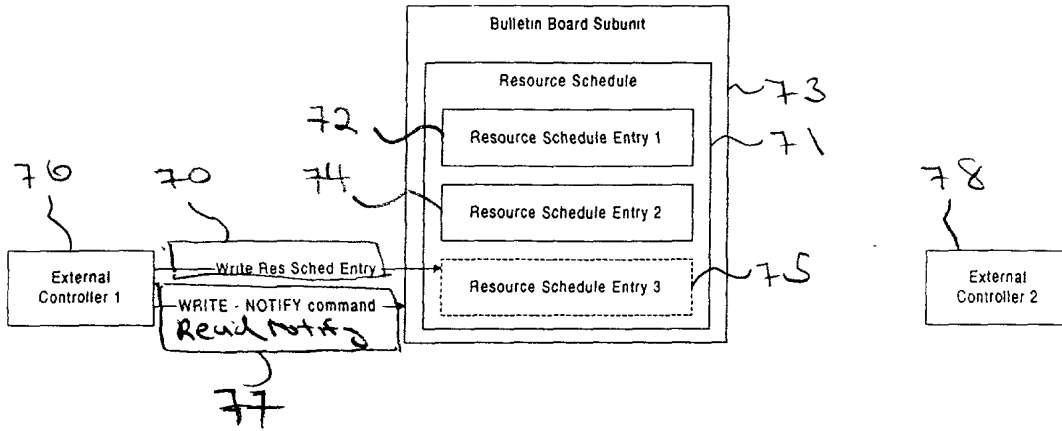 Bulletin Board Subunit
Resource Schedule
73
72
Resource Schedule Entry 1
71
76
70
74
Resource Schedule Entry 2
78
External
Controller 1
Write Res Sched Entry
Resource Schedule Entry 3
75
External
Controller 2
WRITE - NOTIFY command
Read Notify
77